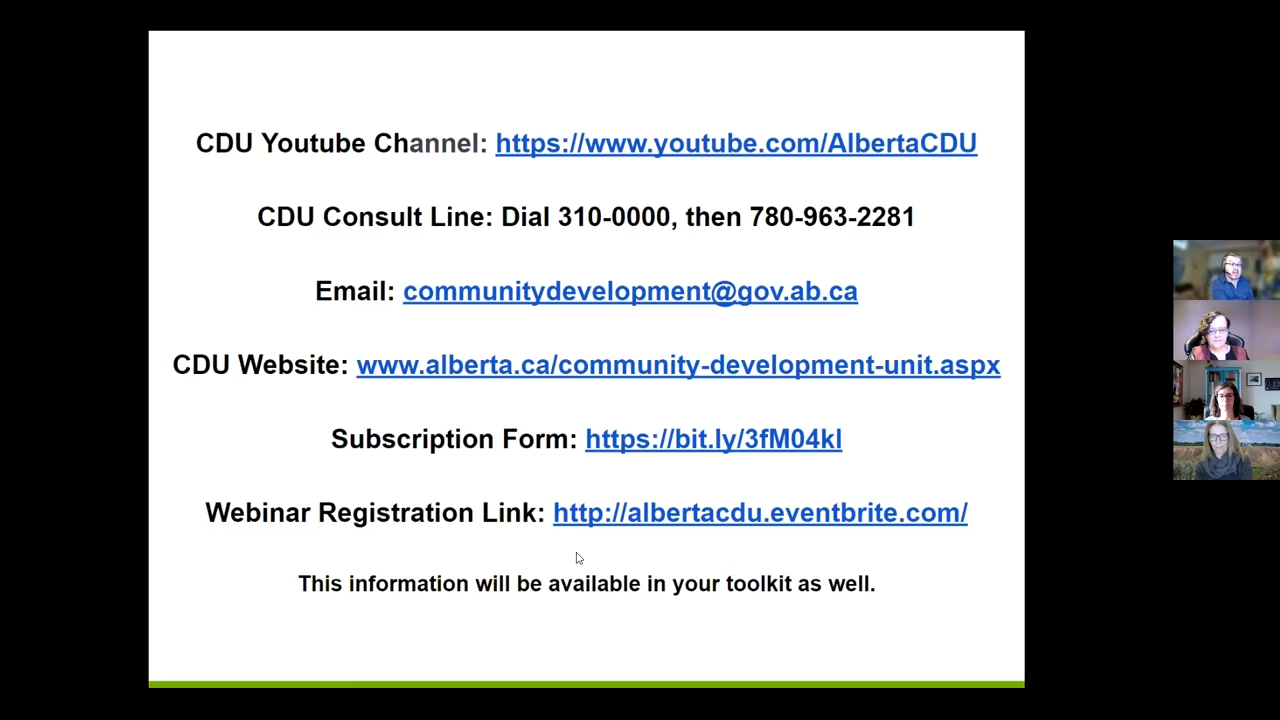 CDU Youtube Channel: https://www.youtube.com/AlbertaCDU
CDU Consult Line: Dial 310-0000, then 780-963-2281
Email: communitydevelopment@gov.ab.ca
CDU Website: www.alberta.ca/community-development-unit.aspx
Subscription Form: https://bit.ly/3fM04kl
Webinar Registration Link: http://albertacdu.eventbrite.com/
This information will be available in your toolkit as well.